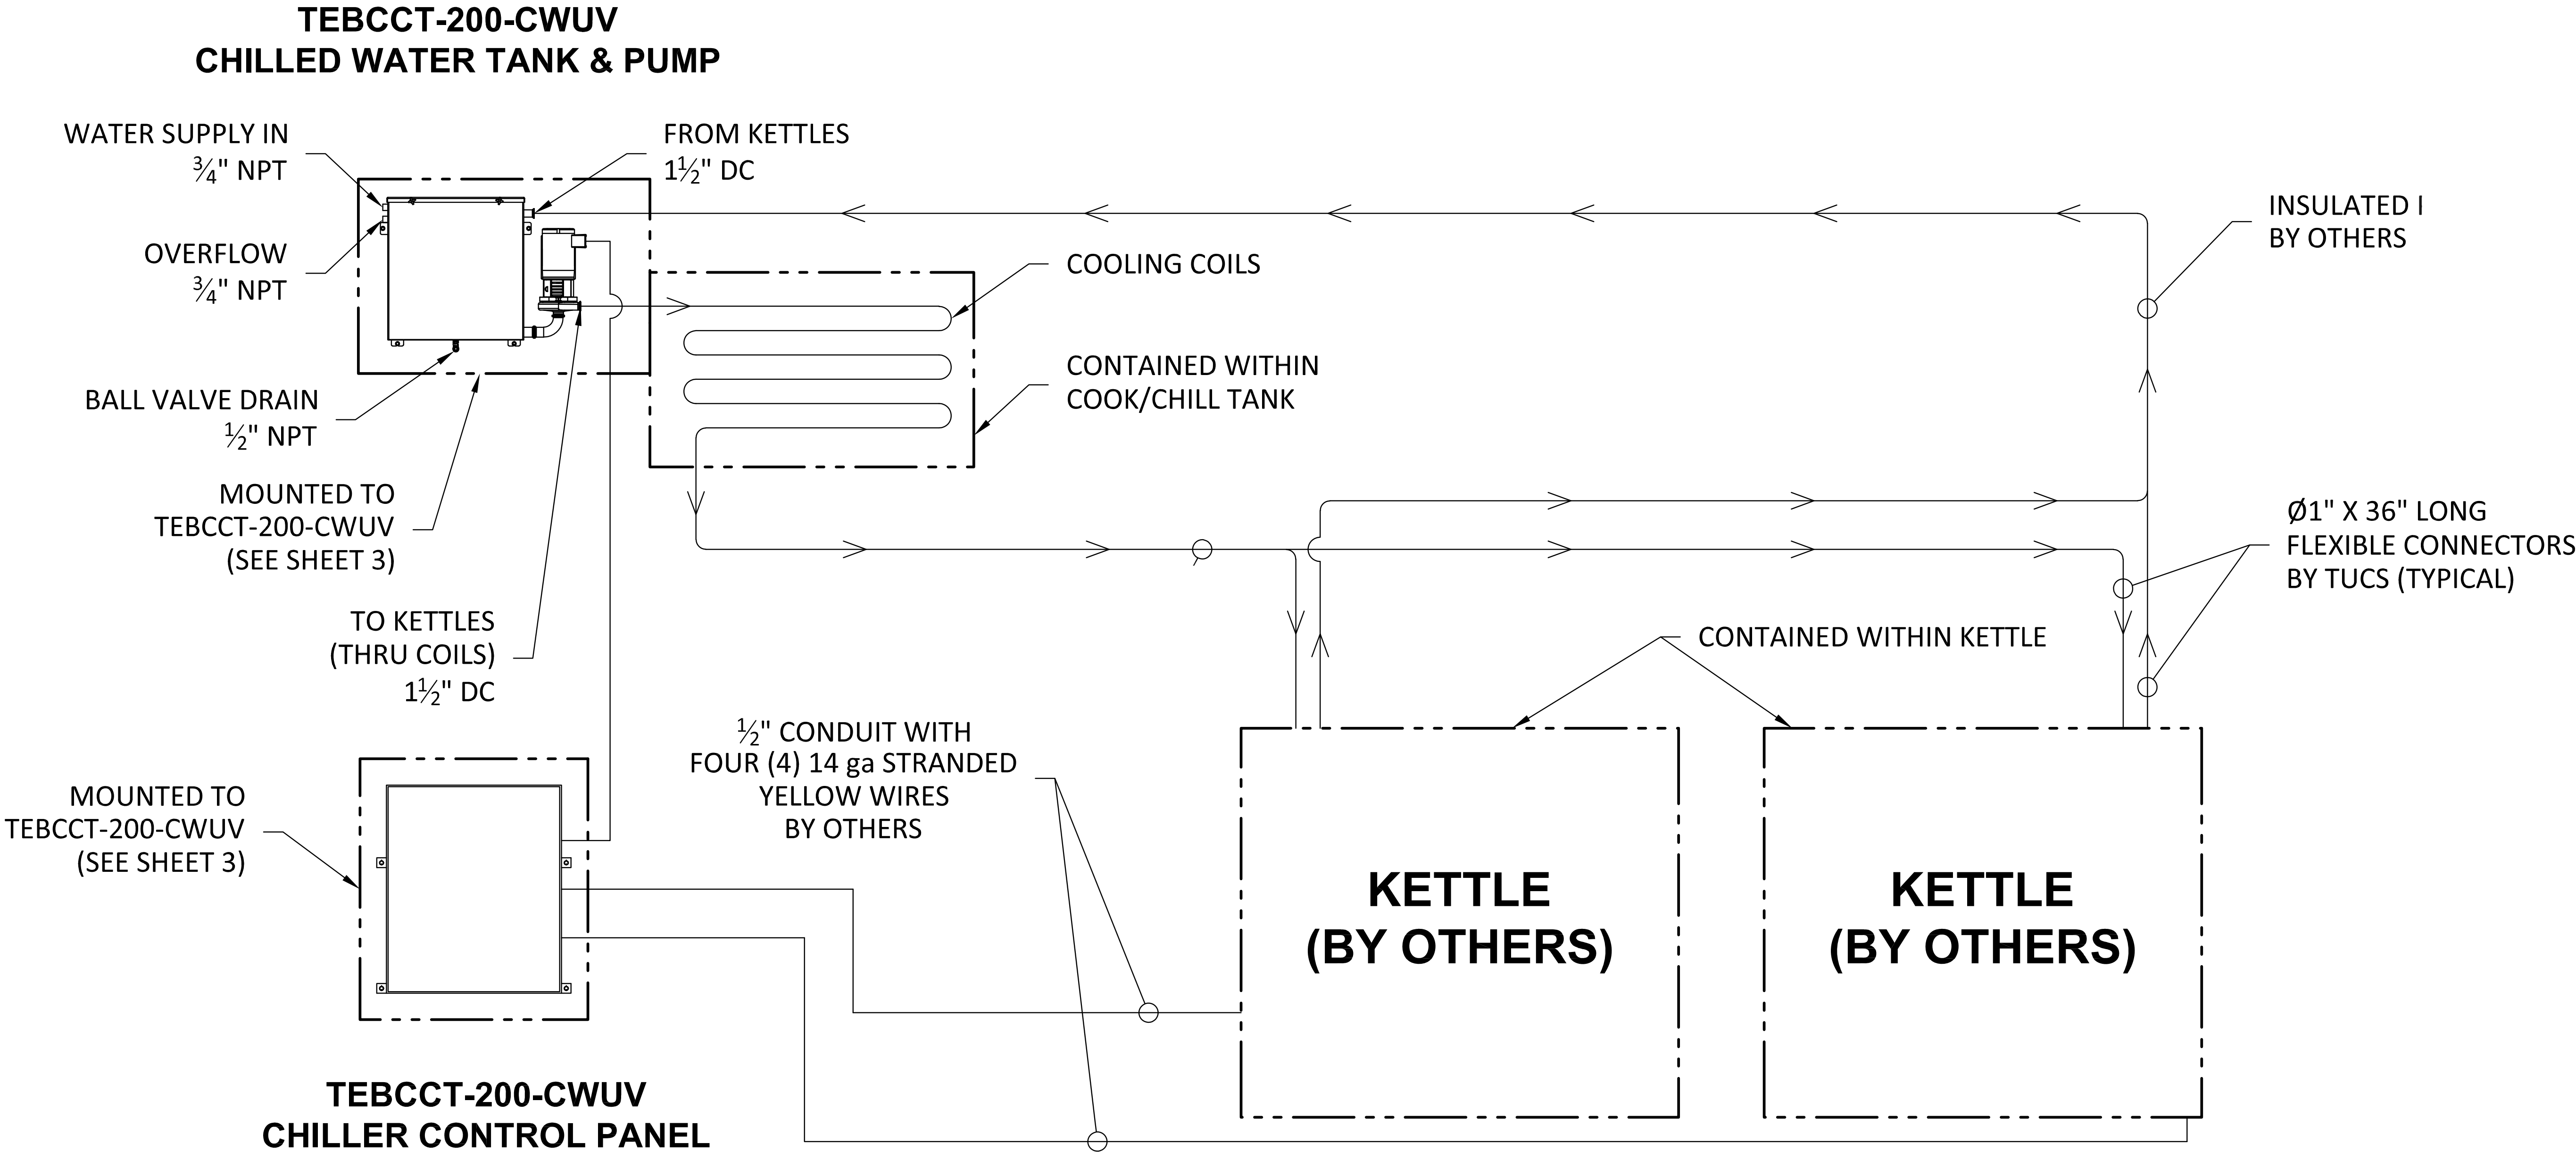 TEBCCT-200-CWUV
CHILLED WATER TANK & PUMP
WATER SUPPLY IN
¾" NPT
FROM KETTLES
1½" DC
OVERFLOW
¾" NPT
COOLING COILS
INSULATED
BY OTHERS
CONTAINED WITHIN
COOK/CHILL TANK
BALL VALVE DRAIN
½" NPT
MOUNTED TO
TEBCCT-200-CWUV
(SEE SHEET 3)
Ø1" X 36" LONG
FLEXIBLE CONNECTORS
BY TUCS (TYPICAL)
TO KETTLES
(THRU COILS)
1½" DC
CONTAINED WITHIN KETTLE
½" CONDUIT WITH
FOUR (4) 14 ga STRANDED
YELLOW WIRES
BY OTHERS
MOUNTED TO
TEBCCT-200-CWUV
(SEE SHEET 3)
KETTLE
(BY OTHERS)
KETTLE
(BY OTHERS)
TEBCCT-200-CWUV
CHILLER CONTROL PANEL